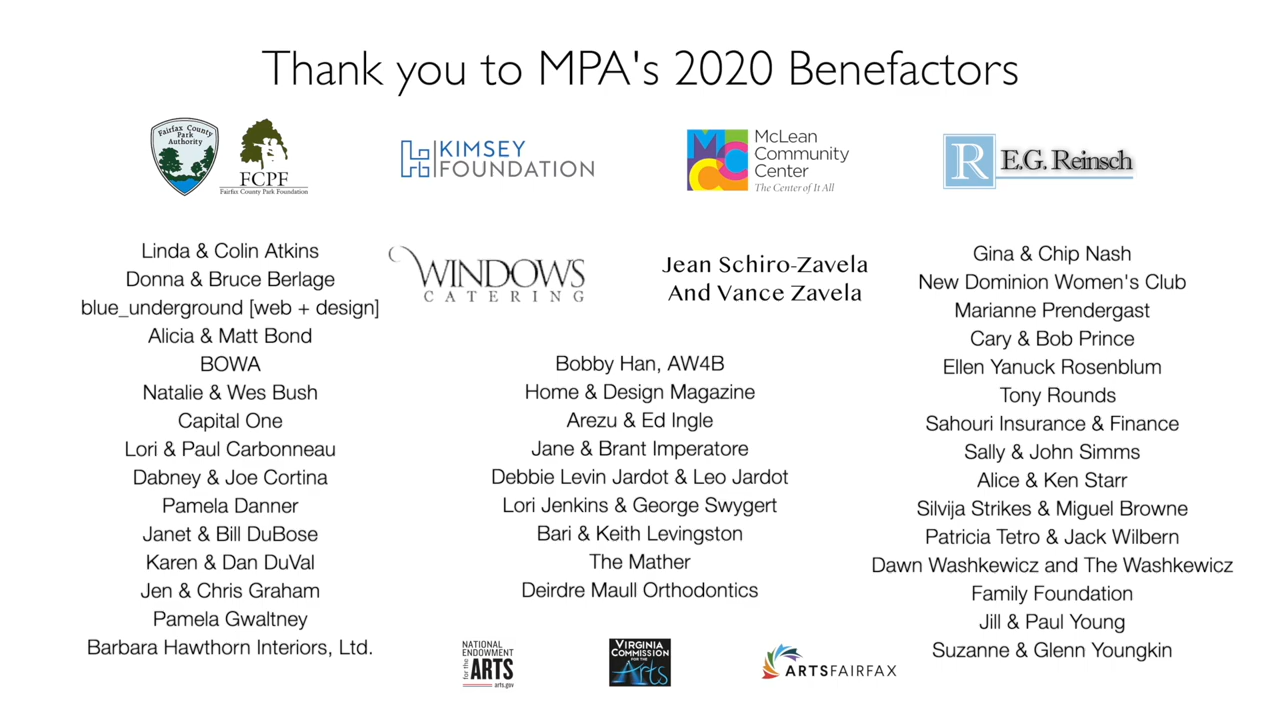 Thank you to MPA's 2020 Benefactors
Fairfax County
Park
Authority
FCPF
Fairfax County Park Foundation
KIMSEY
FOUNDATION
MCC
McLean
Community
Center
The Center of It All
R
E.G. Reinsch
Linda & Colin Atkins
Donna & Bruce Berlage
blue_underground [web + design]
Alicia & Matt Bond
BOWA
Natalie & Wes Bush
Capital One
Lori & Paul Carbonneau
Dabney & Joe Cortina
Pamela Danner
Janet & Bill DuBose
Karen & Dan DuVal
Jen & Chris Graham
Pamela Gwaltney
Barbara Hawthorn Interiors, Ltd.
WINDOWS
CATERING
Jean Schiro-Zavela
And Vance Zavela
Bobby Han, AW4B
Home & Design Magazine
Arezu & Ed Ingle
Jane & Brant Imperatore
Debbie Levin Jardot & Leo Jardot
Lori Jenkins & George Swygert
Bari & Keith Levingston
The Mather
Deirdre Maull Orthodontics
Gina & Chip Nash
New Dominion Women's Club
Marianne Prendergast
Cary & Bob Prince
Ellen Yanuck Rosenblum
Tony Rounds
Sahouri Insurance & Finance
Sally & John Simms
Alice & Ken Starr
Silvija Strikes & Miguel Browne
Patricia Tetro & Jack Wilbern
Dawn Washkewicz and The Washkewicz
Family Foundation
Jill & Paul Young
Suzanne & Glenn Youngkin
NATIONAL
ENDOWMENT
for the
ARTS
arts.gov
VIRGINIA
COMMISSION
FOR THE
Arts
ARTSFAIRFAX